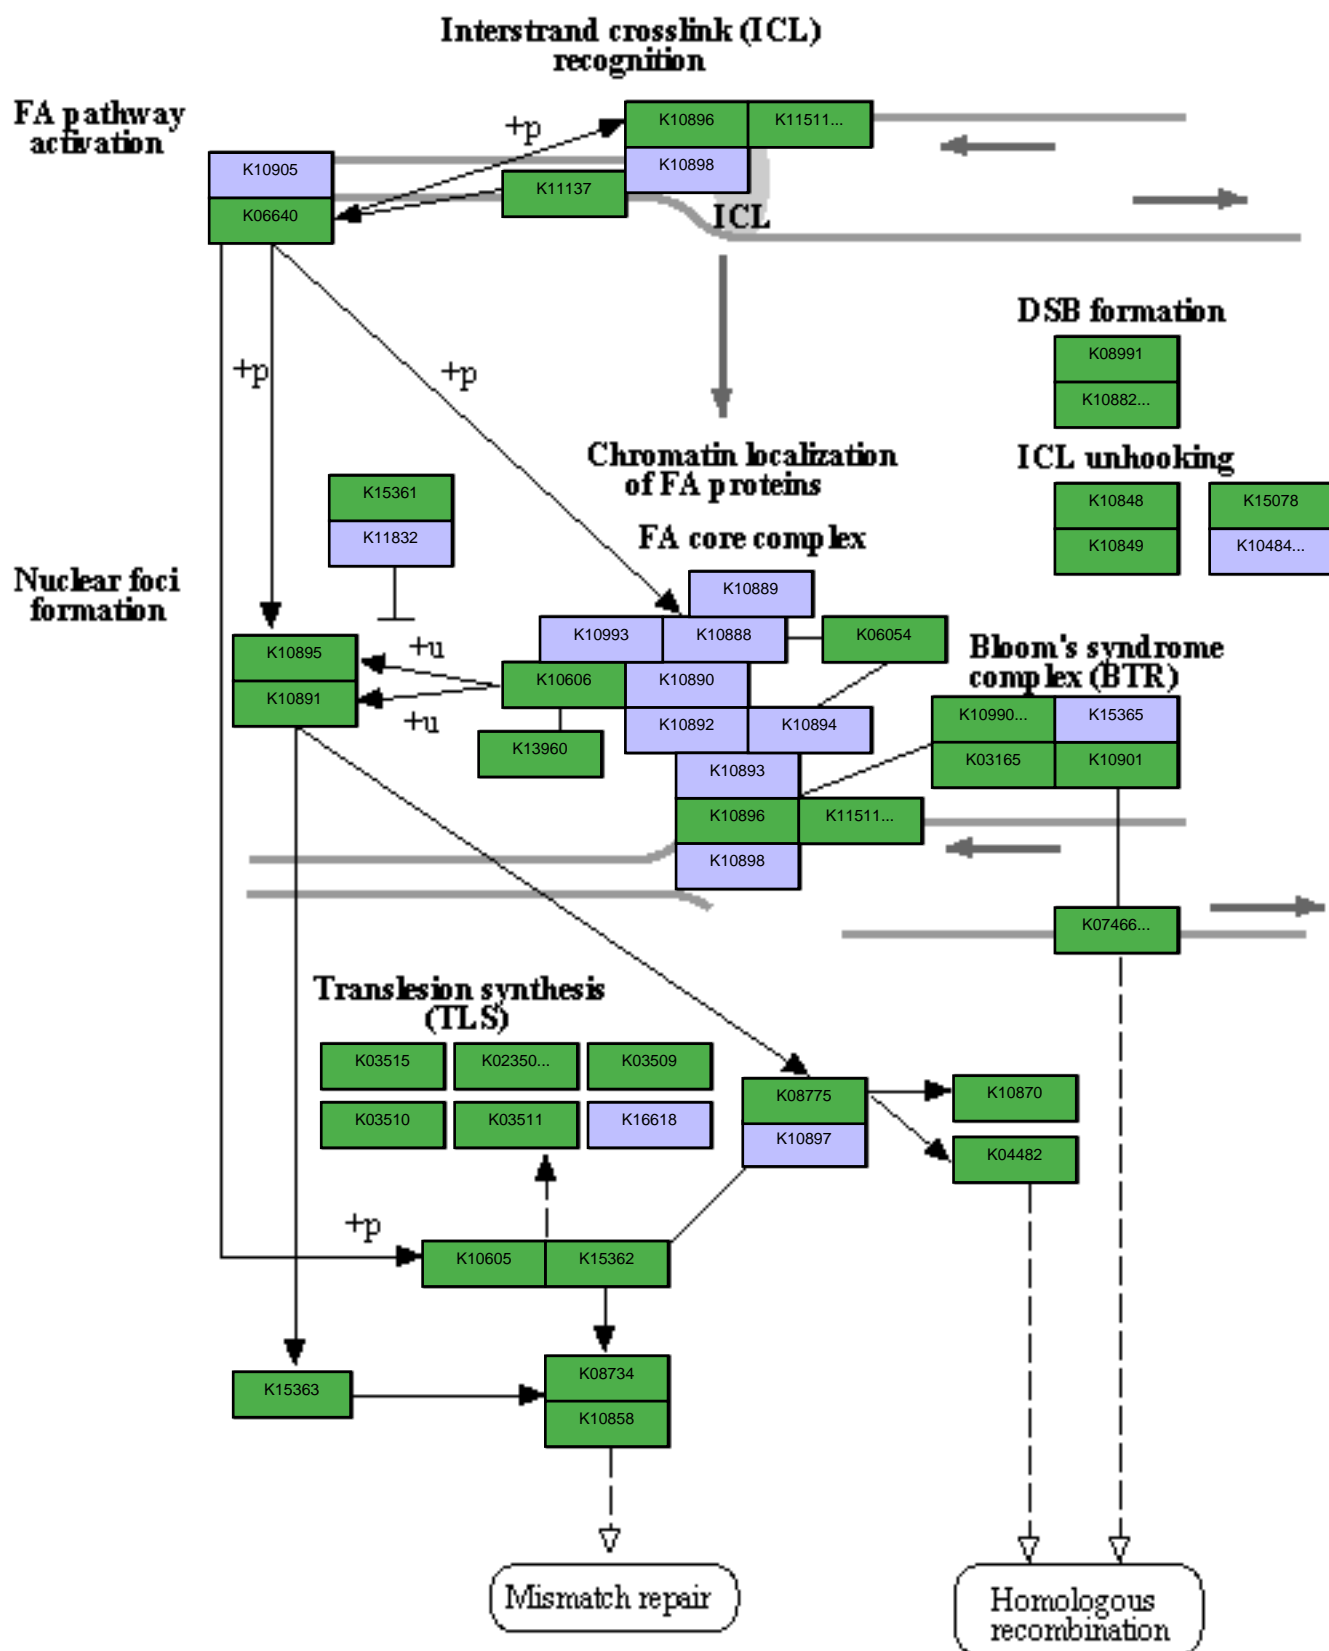 Interstrand crosslink (ICL)
recognition
FA pathway
activation
+p
K10896
K11511...
K10905
K10898
K11137
K06640
ICL
DSB formation
K08991
K10882...
+p
+p
Chromatin localization
of FA proteins
ICL unhooking
K15361
K11832
K10848
K15078
K10849
K10484...
FA core complex
Nuclear foci
formation
K10889
K10993
K10888
K06054
K10895
+u
K10606
K10890
Bloom's syndrome
complex (BTR)
K10891
+u
K10892
K10894
K10990...
K15365
K13960
K10893
K03165
K10901
K10896
K11511...
K10898
K07466...
Translesion synthesis
(TLS)
K03515
K02350...
K03509
K08775
K10870
K03510
K03511
K16618
K10897
K04482
+p
K10605
K15362
K15363
K08734
K10858
Mismatch repair
Homologous
recombination